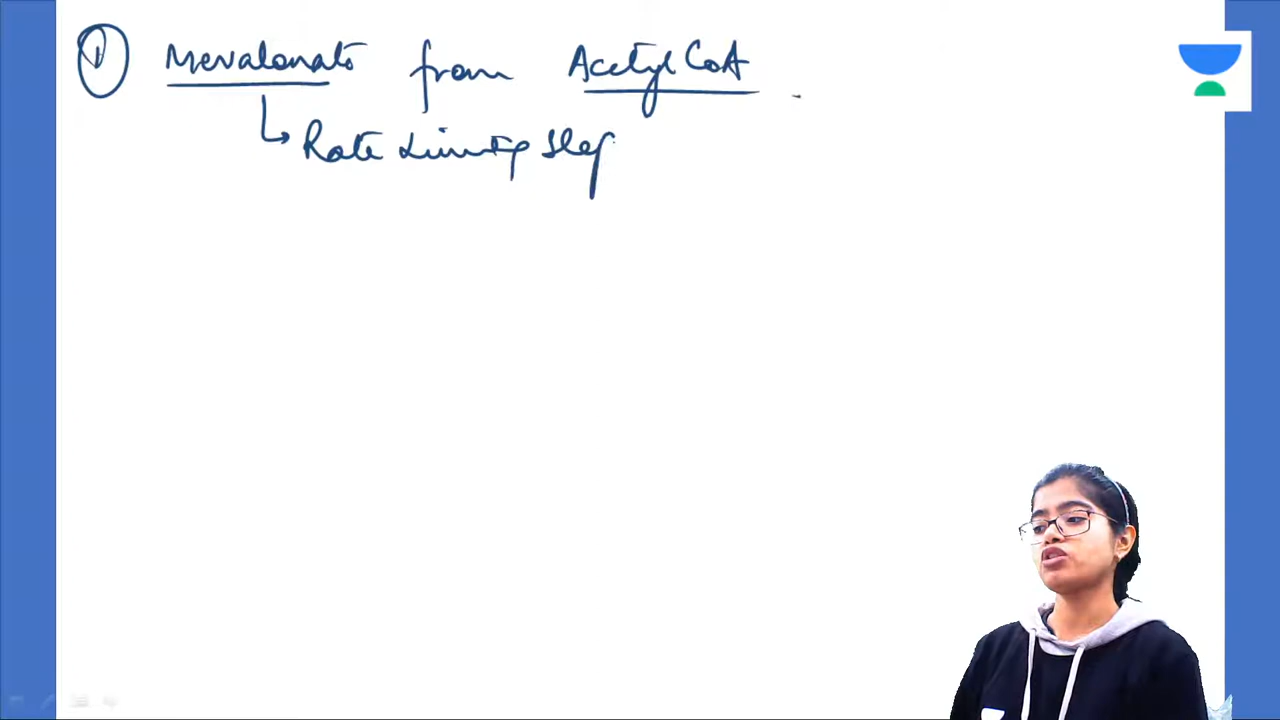 ① Mevalonate from Acetyl CoA
↳ Rate Limiting Step